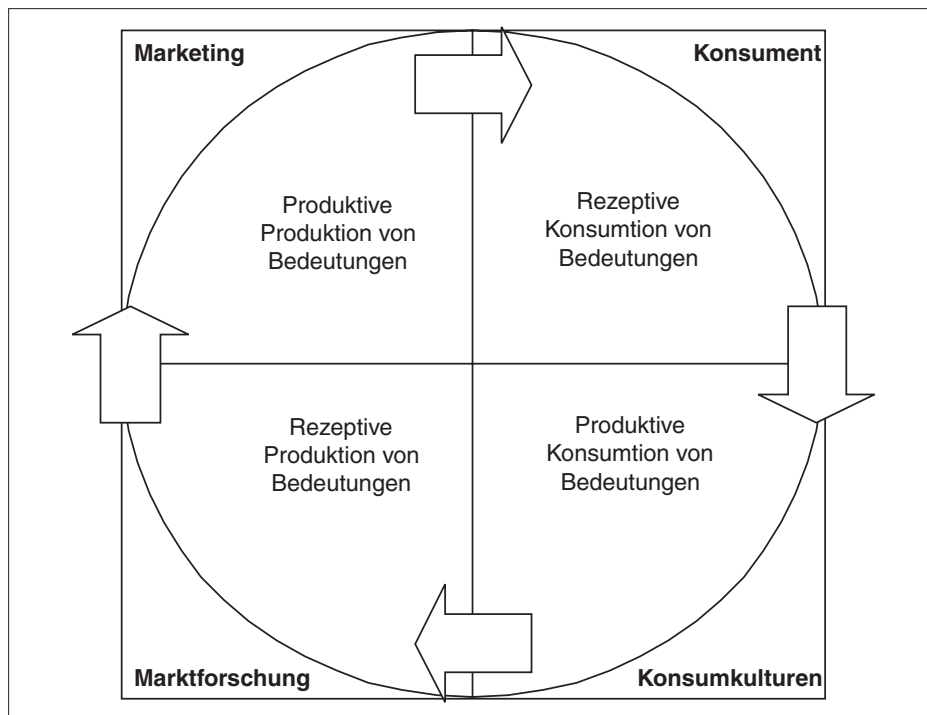 Marketing
Konsument
Produktive
Produktion von
Bedeutungen
Rezeptive
Konsumtion von
Bedeutungen
Rezeptive
Produktion von
Bedeutungen
Produktive
Konsumtion von
Bedeutungen
Marktforschung
Konsumkulturen